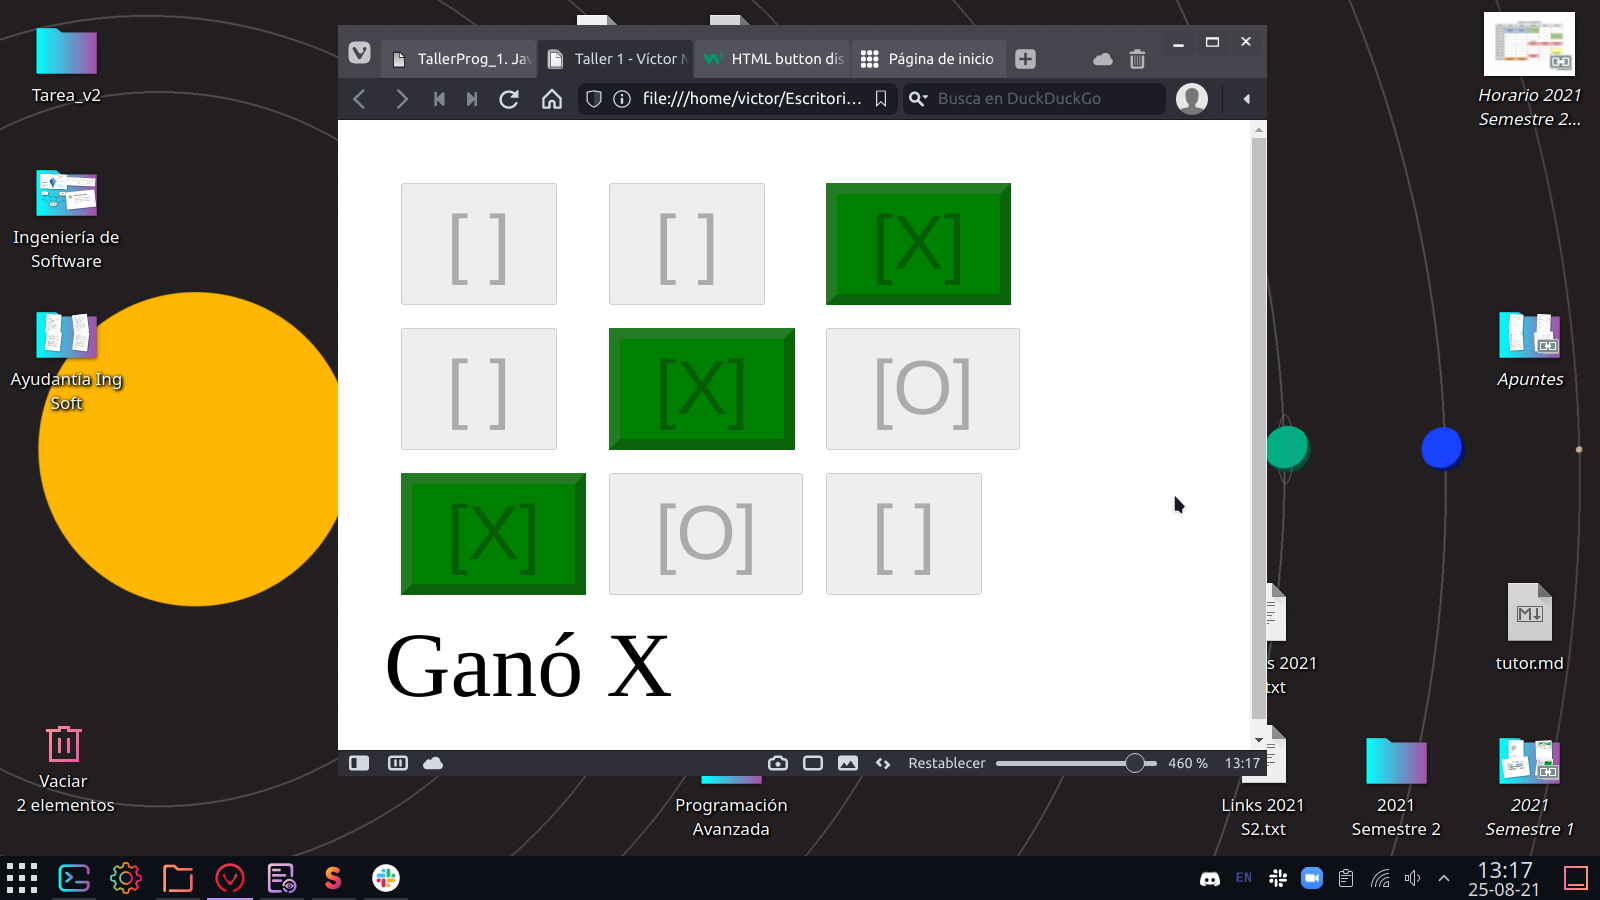 Tarea_v2
Ingeniería de
Software
Ayudantía Ing
Soft
Vaciar
2 elementos
TallerProg_1. Ja
Taller 1 - Víctor
HTML button dis
Página de inicio
file:///home/victor/Escritori...
Busca en DuckDuckGo
[ ] [ ] [X]
[ ] [X] [O]
[X] [O] [ ]
Ganó X
Restablecer
460 %
13:17
Horario 2021
Semestre 2...
Apuntes
s 2021
txt
tutor.md
Programación
Avanzada
Links 2021
S2.txt
2021
Semestre 2
2021
Semestre 1
EN
13:17
25-08-21